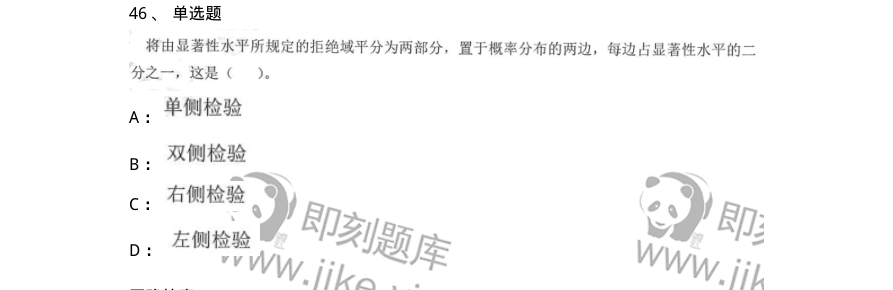 46 、 单选题
将由显著性水平所规定的拒绝域平分为两部分，置于概率分布的两边，每边占显著性水平的二
分之一，这是（　　）。
A： 单侧检验
B： 双侧检验
C： 右侧检验
D： 左侧检验
即刻题库
即刻题
www.jike
www.jik